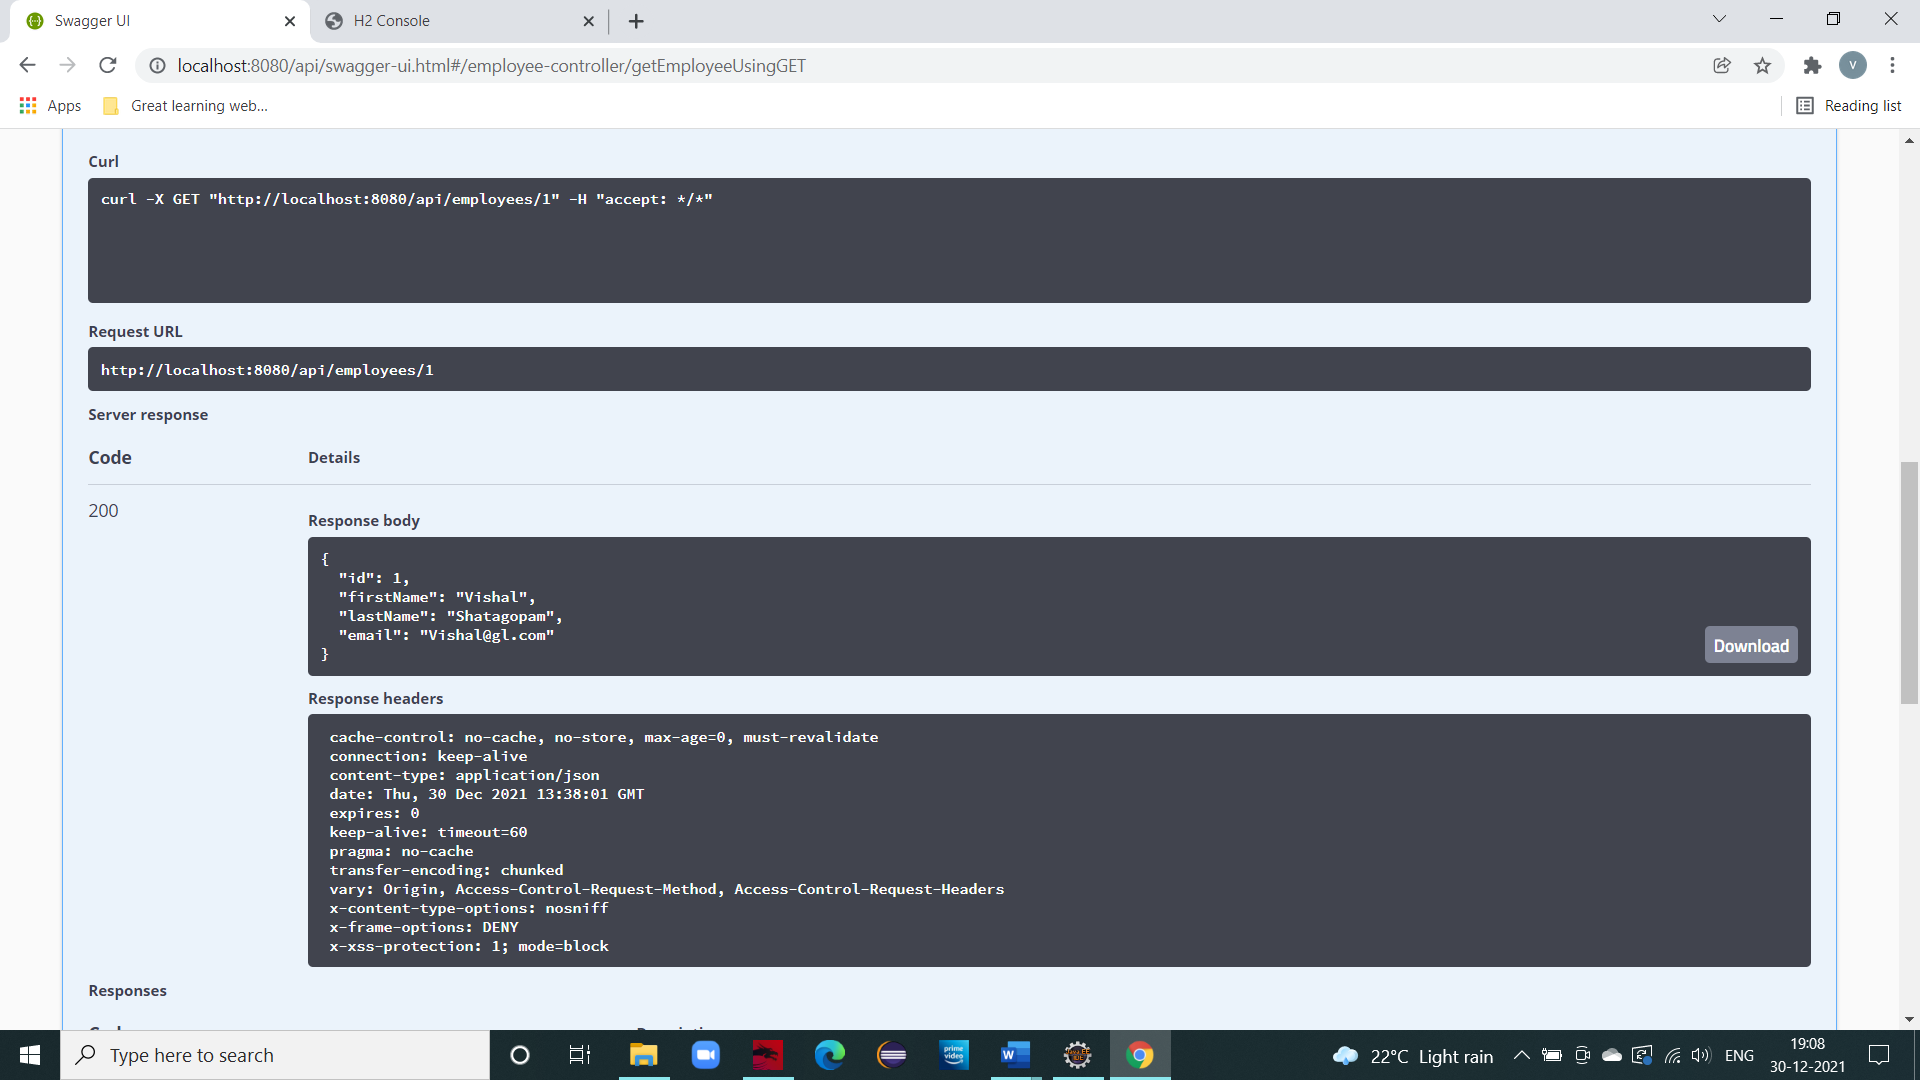 Swagger UI
H2 Console
localhost:8080/api/swagger-ui.html#/employee-controller/getEmployeeUsingGET
V
Apps
Great learning web...
Reading list
Curl
curl -X GET "http://localhost:8080/api/employees/1" -H "accept: */*"
Request URL
http://localhost:8080/api/employees/1
Server response
Code
Details
200
Response body
{
"id": 1,
"firstName": "Vishal",
"lastName": "Shatagopam",
"email": "Vishal@gl.com"
}
Download
Response headers
cache-control: no-cache, no-store, max-age=0, must-revalidate
connection: keep-alive
content-type: application/json
date: Thu, 30 Dec 2021 13:38:01 GMT
expires: 0
keep-alive: timeout=60
pragma: no-cache
transfer-encoding: chunked
vary: Origin, Access-Control-Request-Method, Access-Control-Request-Headers
x-content-type-options: nosniff
x-frame-options: DENY
x-xss-protection: 1; mode=block
Responses
Type here to search
prime video
W
22°C Light rain
ENG
19:08
30-12-2021